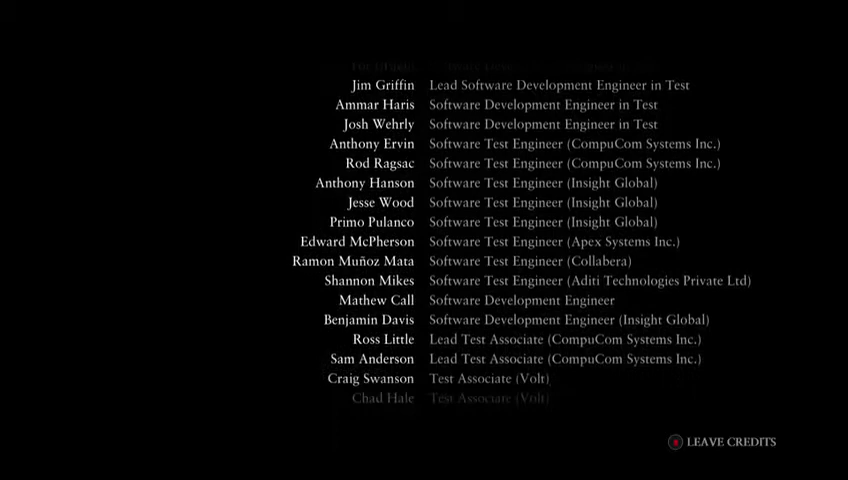 Jim Griffin Lead Software Development Engineer in Test
Ammar Haris Software Development Engineer in Test
Josh Wehrly Software Development Engineer in Test
Anthony Ervin Software Test Engineer (CompuCom Systems Inc.)
Rod Ragsac Software Test Engineer (CompuCom Systems Inc.)
Anthony Hanson Software Test Engineer (Insight Global)
Jesse Wood Software Test Engineer (Insight Global)
Primo Pulanco Software Test Engineer (Insight Global)
Edward McPherson Software Test Engineer (Apex Systems Inc.)
Ramon Muñoz Mata Software Test Engineer (Collabera)
Shannon Mikes Software Test Engineer (Aditi Technologies Private Ltd)
Mathew Call Software Development Engineer
Benjamin Davis Software Development Engineer (Insight Global)
Ross Little Lead Test Associate (CompuCom Systems Inc.)
Sam Anderson Lead Test Associate (CompuCom Systems Inc.)
Craig Swanson Test Associate (Volt)
Chad Hale Test Associate (Volt)
LEAVE CREDITS